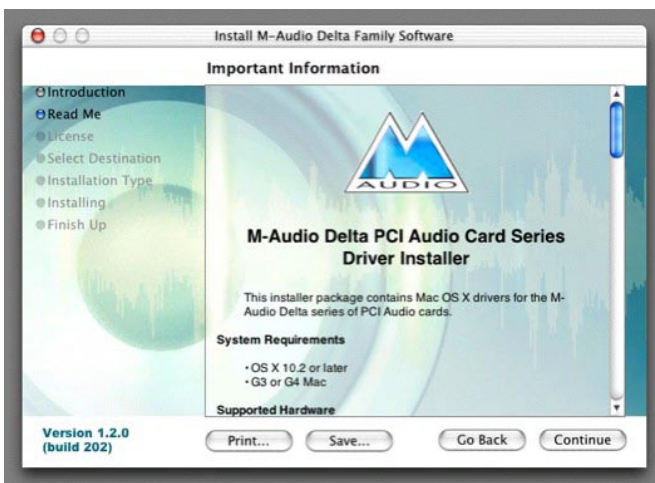 Install M-Audio Delta Family Software
Important Information
Introduction
Read Me
License
Select Destination
Installation Type
Installing
Finish Up
M
AUDIO
M-Audio Delta PCI Audio Card Series
Driver Installer
This installer package contains Mac OS X drivers for the M-
Audio Delta series of PCI Audio cards.
System Requirements
• OS X 10.2 or later
• G3 or G4 Mac
Supported Hardware
Version 1.2.0
(build 202)
Print...
Save...
Go Back
Continue